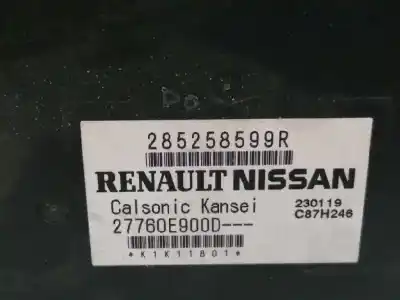 285258599R
RENAULT NISSAN
Calsonic Kansei
230119
27760E900D---
C87H246
*K1K11801*